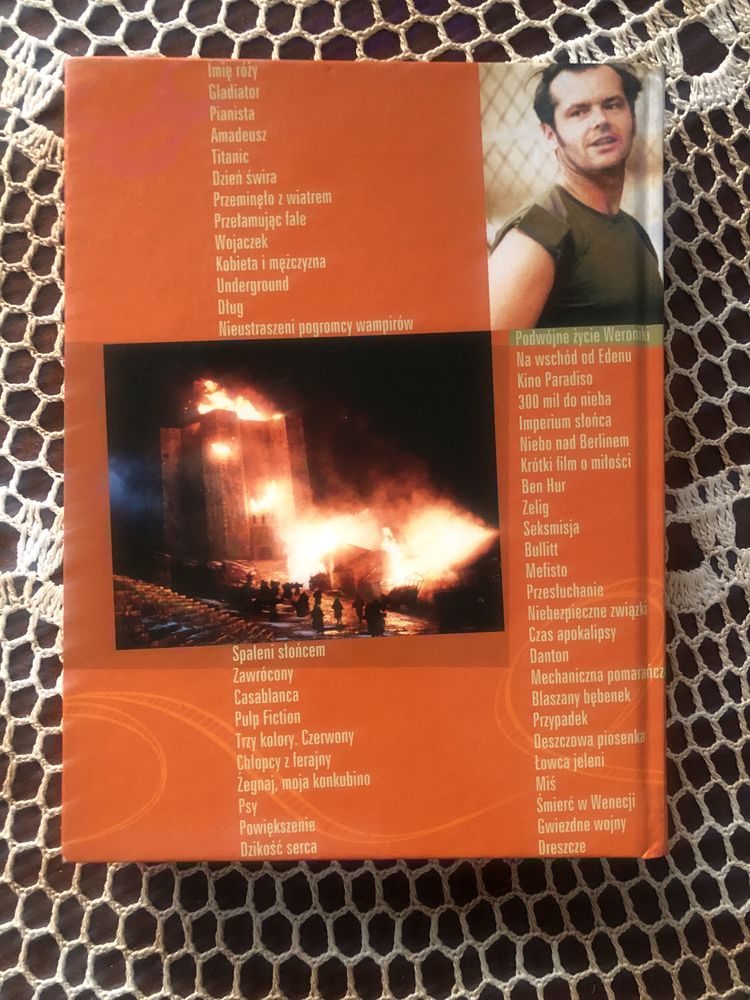 Imię róży
Gladiator
Pianista
Amadeusz
Titanic
Dzień świra
Przeminęło z wiatrem
Przełamując fale
Wojaczek
Kobieta i mężczyzna
Underground
Dług
Nieustraszeni pogromcy wampirów
Podwójne życie Weroniki
Na wschód od Edenu
Kino Paradiso
300 mil do nieba
Imperium słońca
Niebo nad Berlinem
Krótki film o miłości
Ben Hur
Zelig
Seksmisja
Bullitt
Mefisto
Przesłuchanie
Niebezpieczne związki
Czas apokalipsy
Danton
Mechaniczna pomarańcz
Blaszany bębenek
Przypadek
Deszczowa piosenka
Łowca jeleni
Miś
Śmierć w Wenecji
Gwiezdne wojny
Dreszcze
Spaleni słońcem
Zawrócony
Casablanca
Pulp Fiction
Trzy kolory. Czerwony
Chłopcy z ferajny
Żegnaj, moja konkubino
Psy
Powiększenie
Dzikość serca